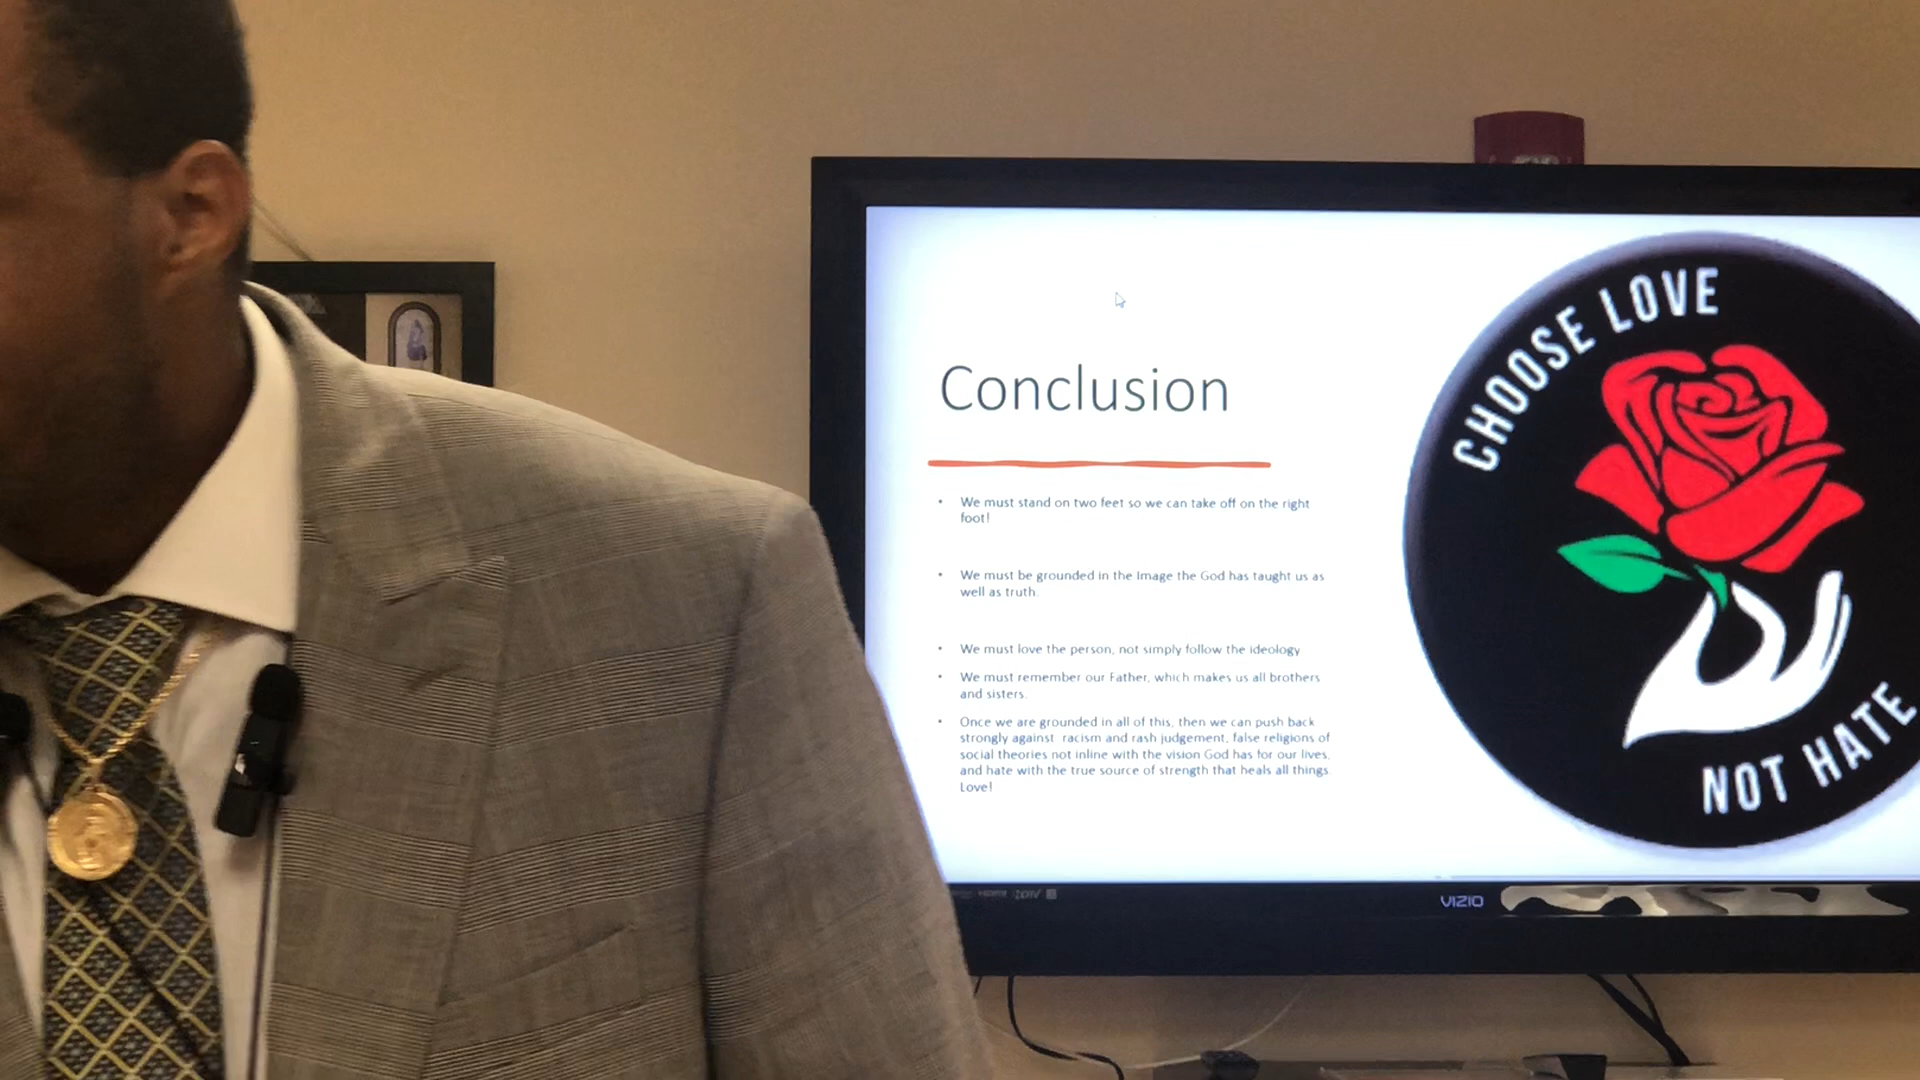 CHOOSE LOVE
Conclusion
• We must stand on two feet so we can take off on the right
foot!
• We must be grounded in the Image the God has taught us as
well as truth.
• We must love the person, not simply follow the ideology
• We must remember our Father, which makes us all brothers
and sisters.
• Once we are grounded in all of this, then we can push back
strongly against racism and rash judgement, false religions of
social theories not inline with the vision God has for our lives,
and hate with the true source of strength that heals all things.
Love!
NOT HATE
VIZIO